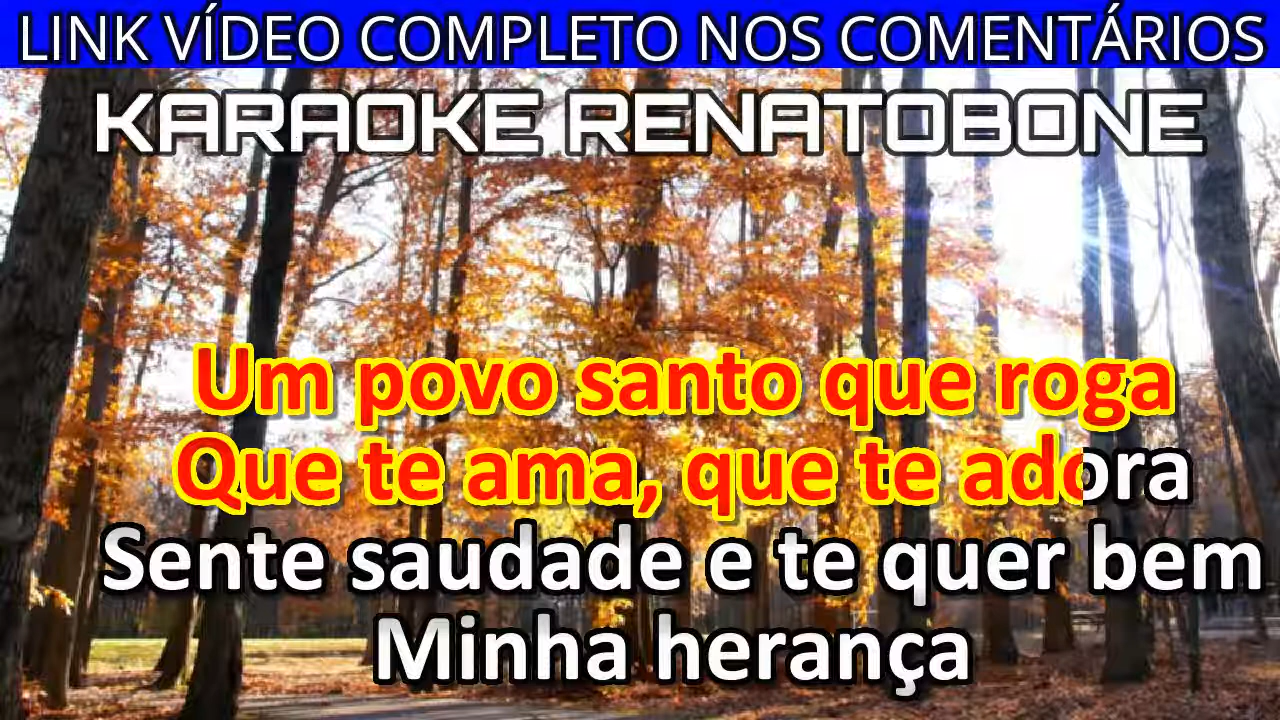 LINK VÍDEO COMPLETO NOS COMENTÁRIOS
KARAOKE RENATOBONE
Um povo santo que roga
Que te ama, que te adora
Sente saudade e te quer bem
Minha herança